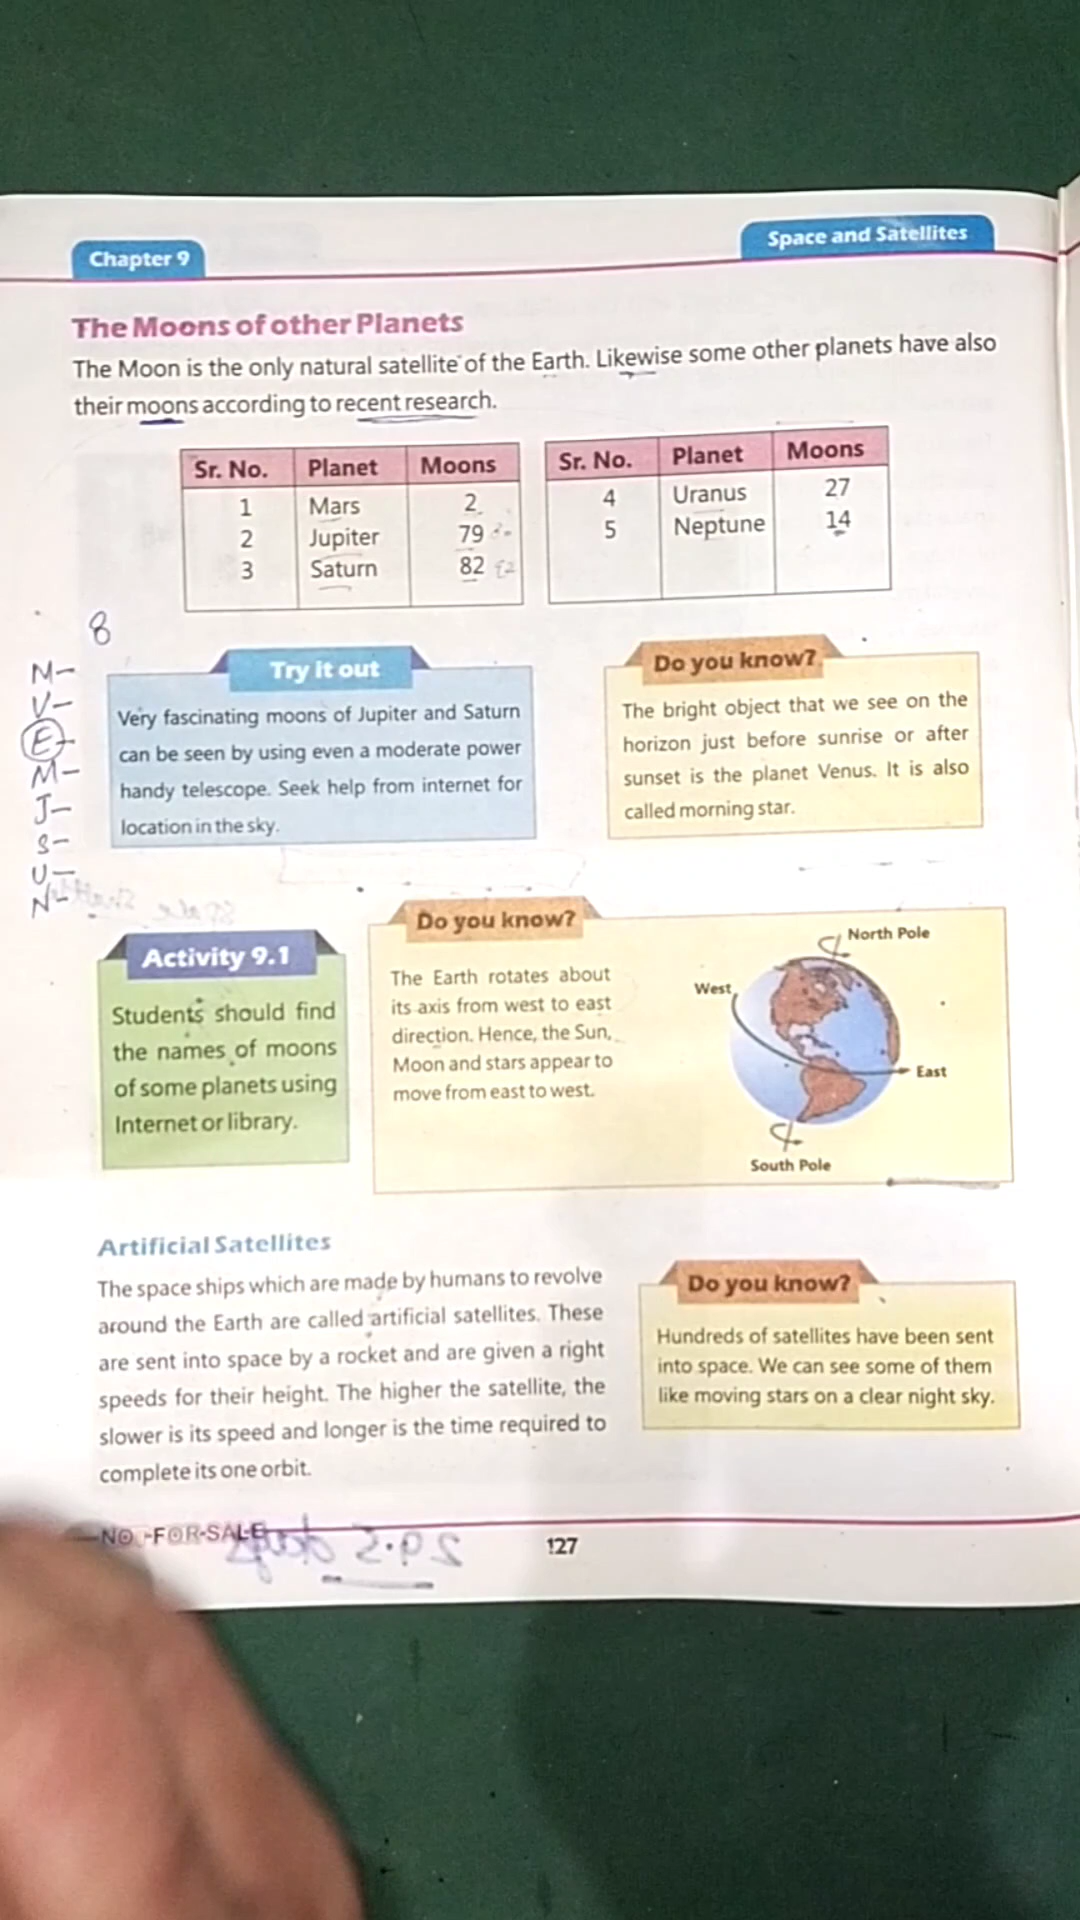 Chapter 9
Space and Satellites
The Moons of other Planets
The Moon is the only natural satellite of the Earth. Likewise some other planets have also
their moons according to recent research.
Sr. No. Planet Moons
1 Mars 2
2 Jupiter 79
3 Saturn 82
Sr. No. Planet Moons
4 Uranus 27
5 Neptune 14
8
M-
V-
E-
M-
J-
S-
U-
N-
Try it out
Very fascinating moons of Jupiter and Saturn
can be seen by using even a moderate power
handy telescope. Seek help from internet for
location in the sky.
Do you know?
The bright object that we see on the
horizon just before sunrise or after
sunset is the planet Venus. It is also
called morning star.
Activity 9.1
Students should find
the names of moons
of some planets using
Internet or library.
Do you know?
The Earth rotates about
its axis from west to east
direction. Hence, the Sun,
Moon and stars appear to
move from east to west.
North Pole
West
East
South Pole
Artificial Satellites
The space ships which are made by humans to revolve
around the Earth are called artificial satellites. These
are sent into space by a rocket and are given a right
speeds for their height. The higher the satellite, the
slower is its speed and longer is the time required to
complete its one orbit.
Do you know?
Hundreds of satellites have been sent
into space. We can see some of them
like moving stars on a clear night sky.
FOR-SALE
127